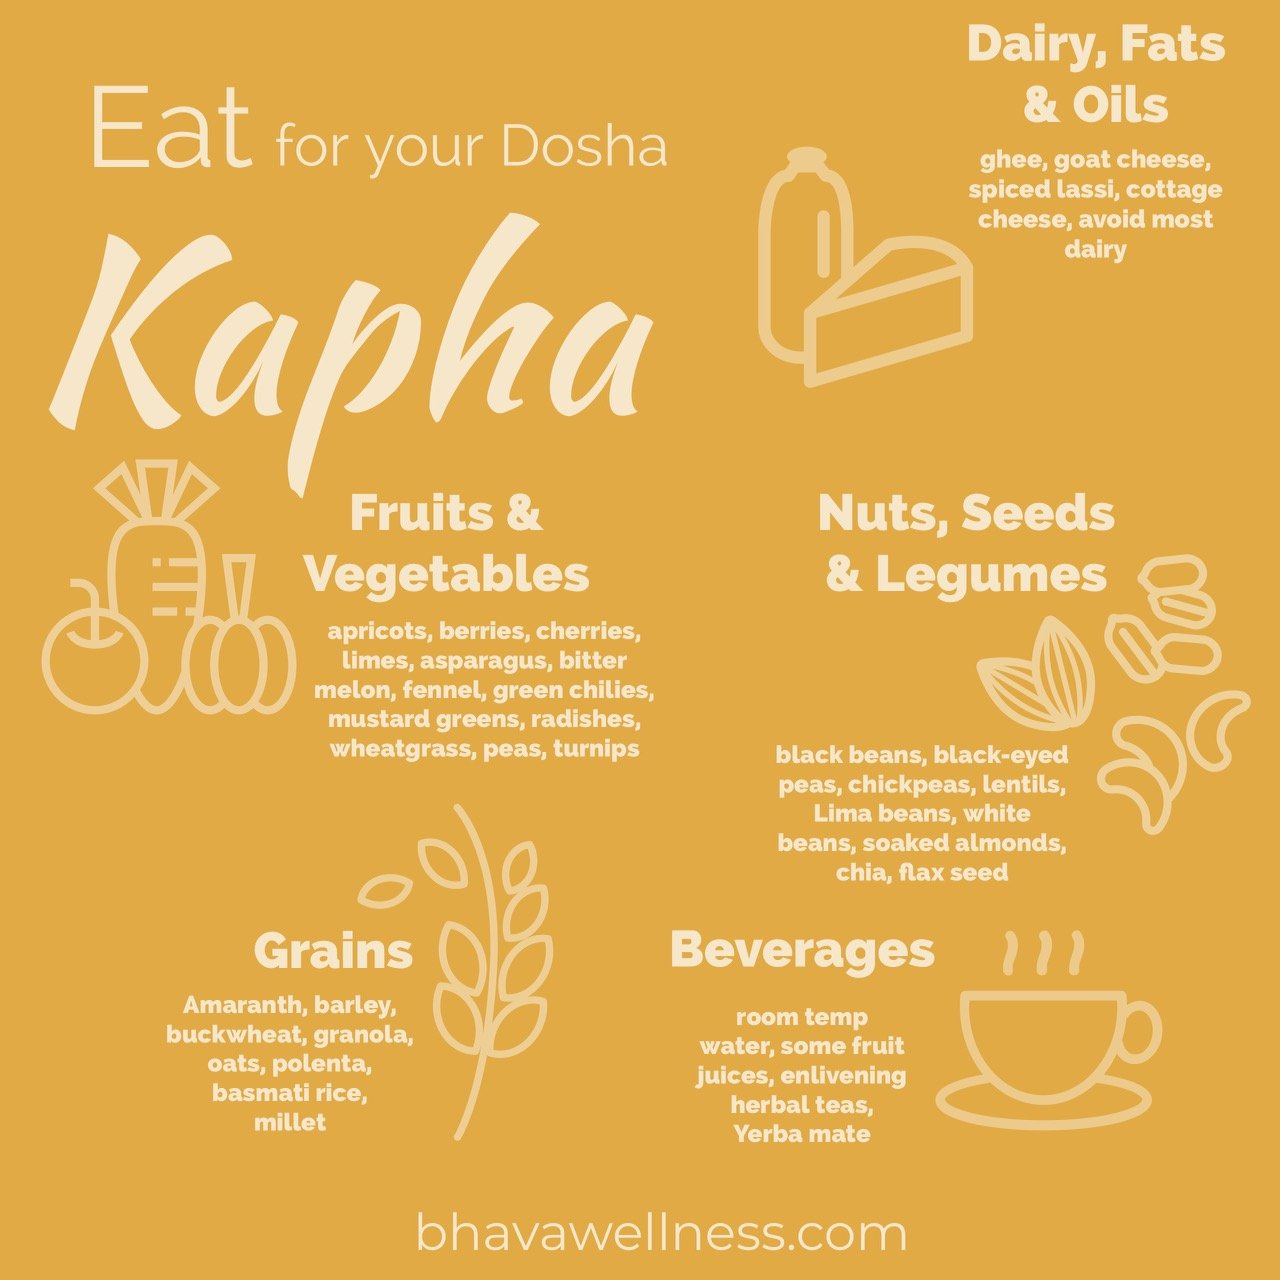 Eat for your Dosha
Kapha
Dairy, Fats
& Oils
ghee, goat cheese,
spiced lassi, cottage
cheese, avoid most
dairy
Fruits &
Vegetables
apricots, berries, cherries,
limes, asparagus, bitter
melon, fennel, green chilies,
mustard greens, radishes,
wheatgrass, peas, turnips
Nuts, Seeds
& Legumes
black beans, black-eyed
peas, chickpeas, lentils,
Lima beans, white
beans, soaked almonds,
chia, flax seed
Grains
Amaranth, barley,
buckwheat, granola,
oats, polenta,
basmati rice,
millet
Beverages
room temp
water, some fruit
juices, enlivening
herbal teas,
Yerba mate
bhavawellness.com